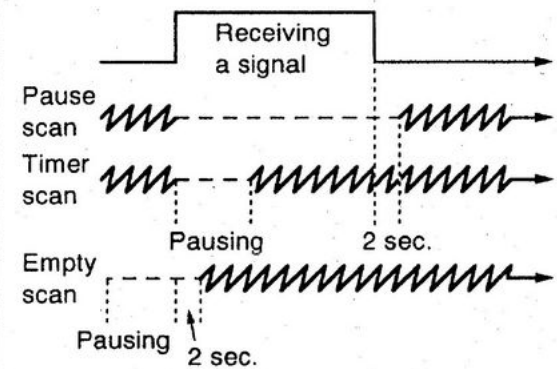 Receiving
a signal
Pause
scan
Timer
scan
Pausing
2 sec.
Empty
scan
Pausing
2 sec.